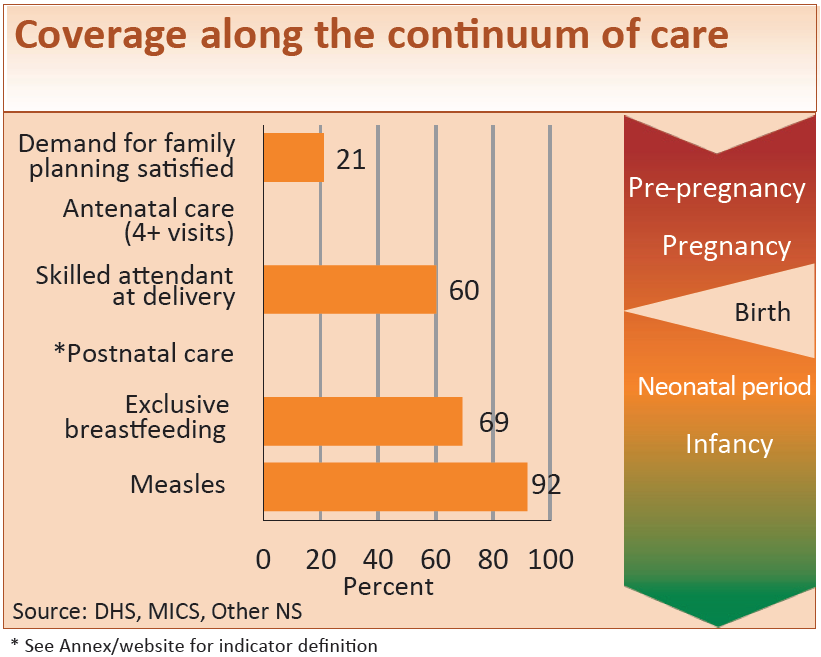 Coverage along the continuum of care
Demand for family
planning satisfied
21
Antenatal care
(4+ visits)
Skilled attendant
at delivery
60
*Postnatal care
Exclusive
breastfeeding
69
Measles
92
0 20 40 60 80 100
Percent
Pre-pregnancy
Pregnancy
Birth
Neonatal period
Infancy
Source: DHS, MICS, Other NS
* See Annex/website for indicator definition